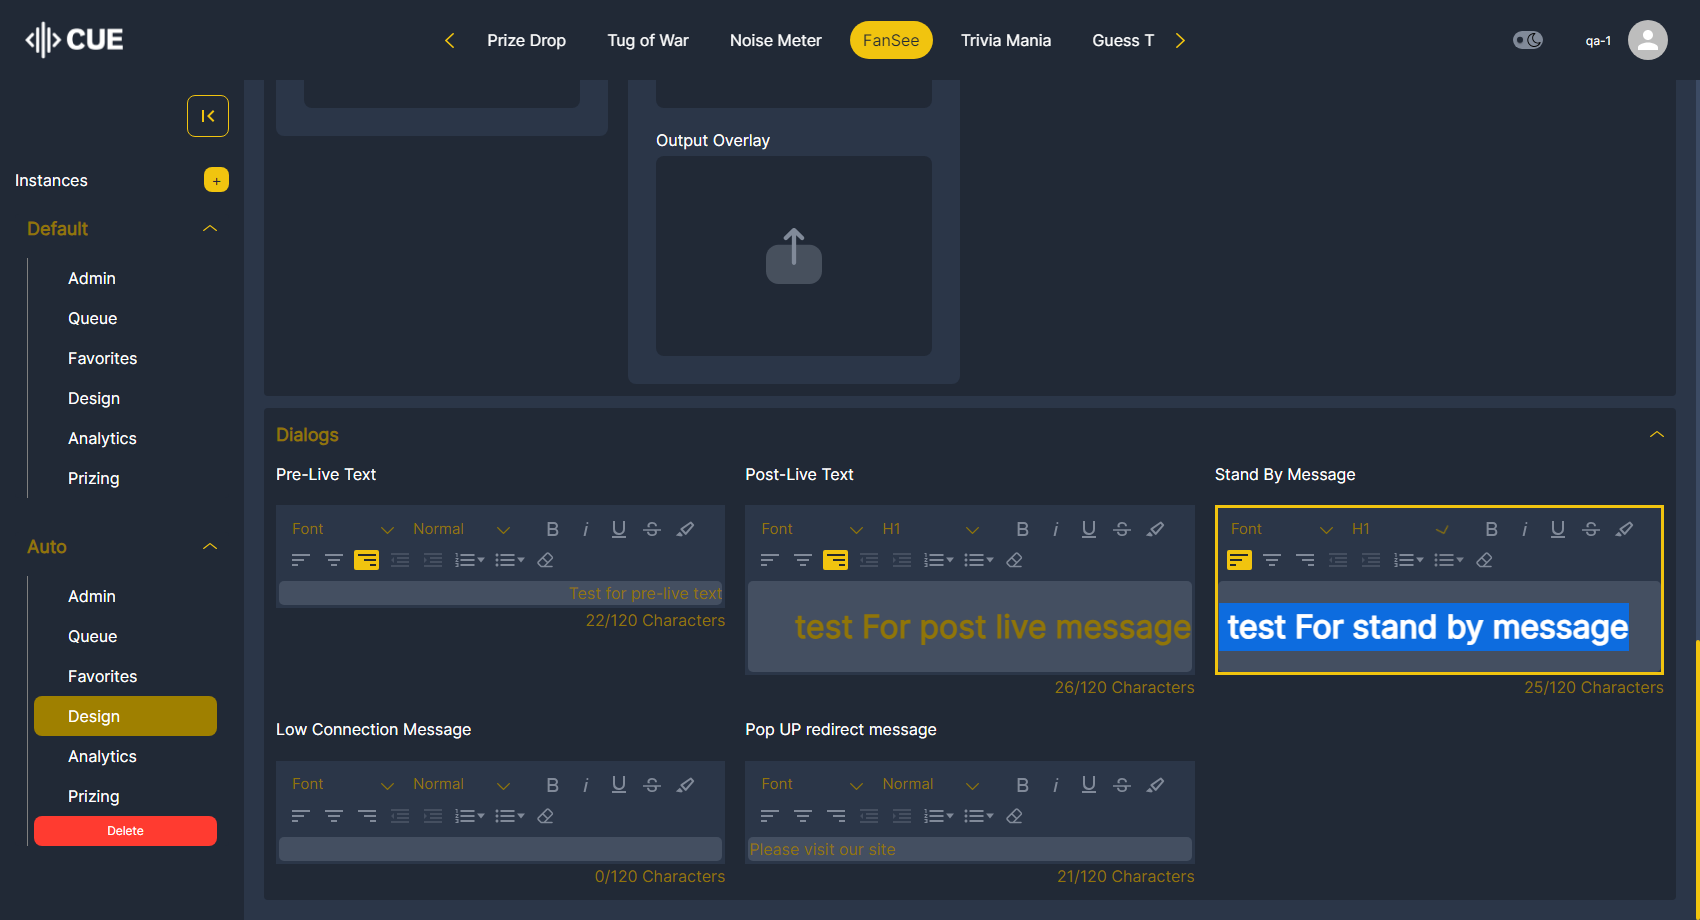 CUE
Prize Drop
Tug of War
Noise Meter
FanSee
Trivia Mania
Guess T
qa-1
Instances
+
Default
Admin
Queue
Favorites
Design
Analytics
Prizing
Auto
Admin
Queue
Favorites
Design
Analytics
Prizing
Delete
Output Overlay
Dialogs
Pre-Live Text
Font Normal B i U S
Test for pre-live text
22/120 Characters
Post-Live Text
Font H1 B i U S
test For post live message
26/120 Characters
Stand By Message
Font H1 B i U S
test For stand by message
25/120 Characters
Low Connection Message
Font Normal B i U S
0/120 Characters
Pop UP redirect message
Font Normal B i U S
Please visit our site
21/120 Characters